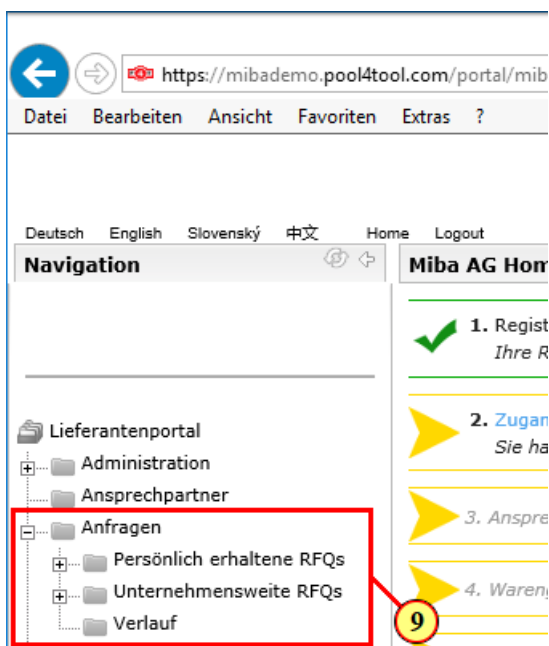 https://mibademo.pool4tool.com/portal/mib
Datei Bearbeiten Ansicht Favoriten Extras ?
Deutsch English Slovenský 中文 Home Logout
Navigation
Miba AG Hom
1. Regist
Ihre R
2. Zugan
Sie ha
3. Anspre
4. Wareng
Lieferantenportal
Administration
Ansprechpartner
Anfragen
Persönlich erhaltene RFQs
Unternehmensweite RFQs
Verlauf
9